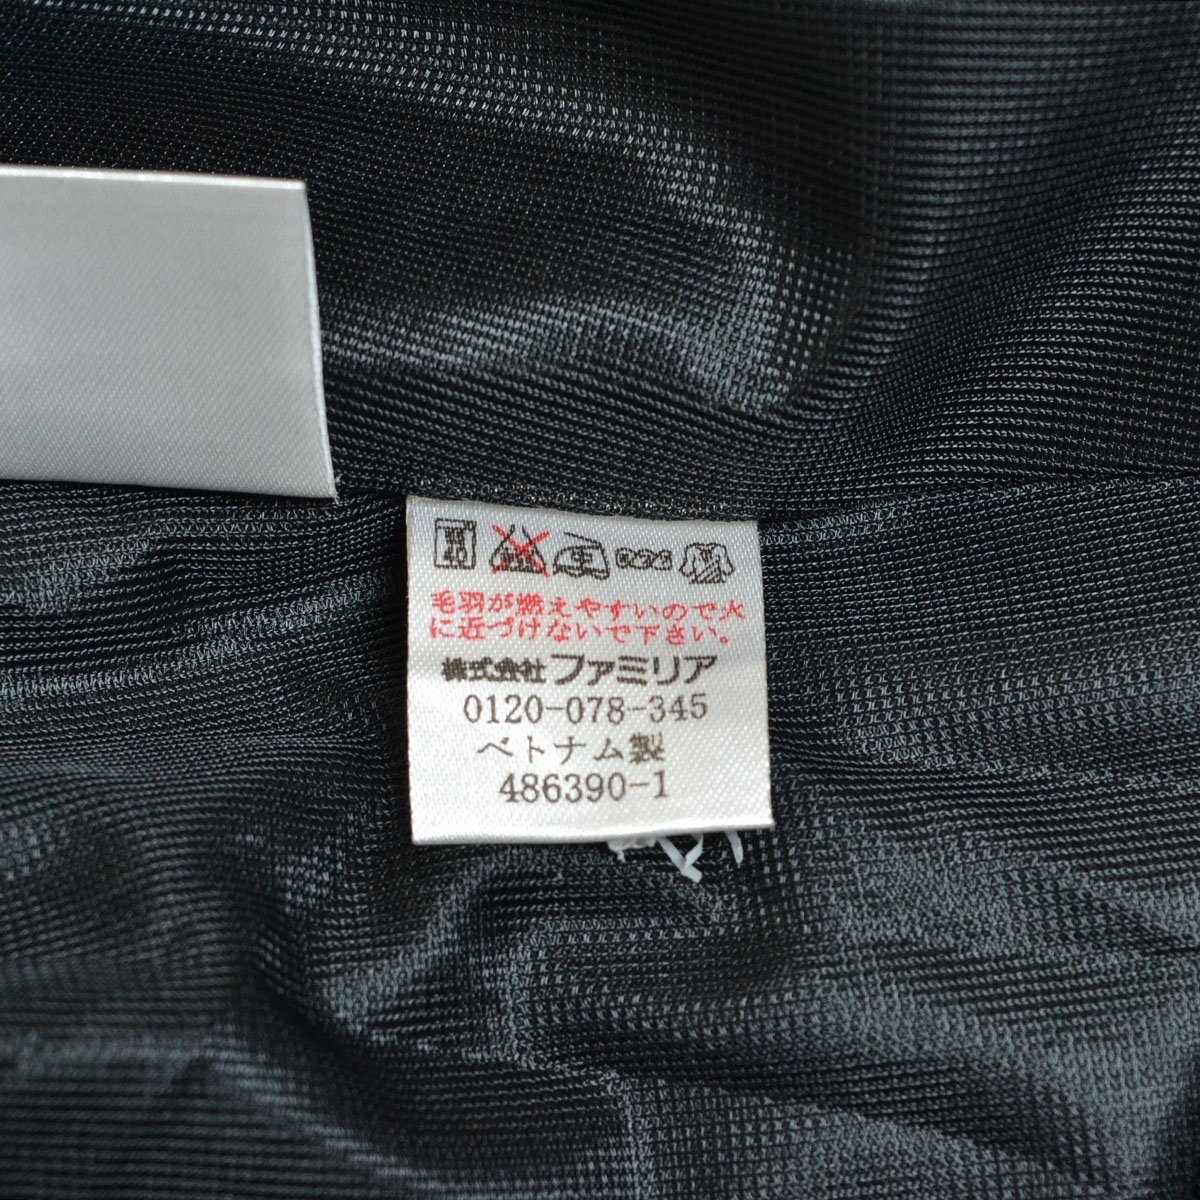 40
毛羽が燃えやすいので火
に近づけないで下さい。
株式会社ファミリア
0120-078-345
ベトナム製
486390-1